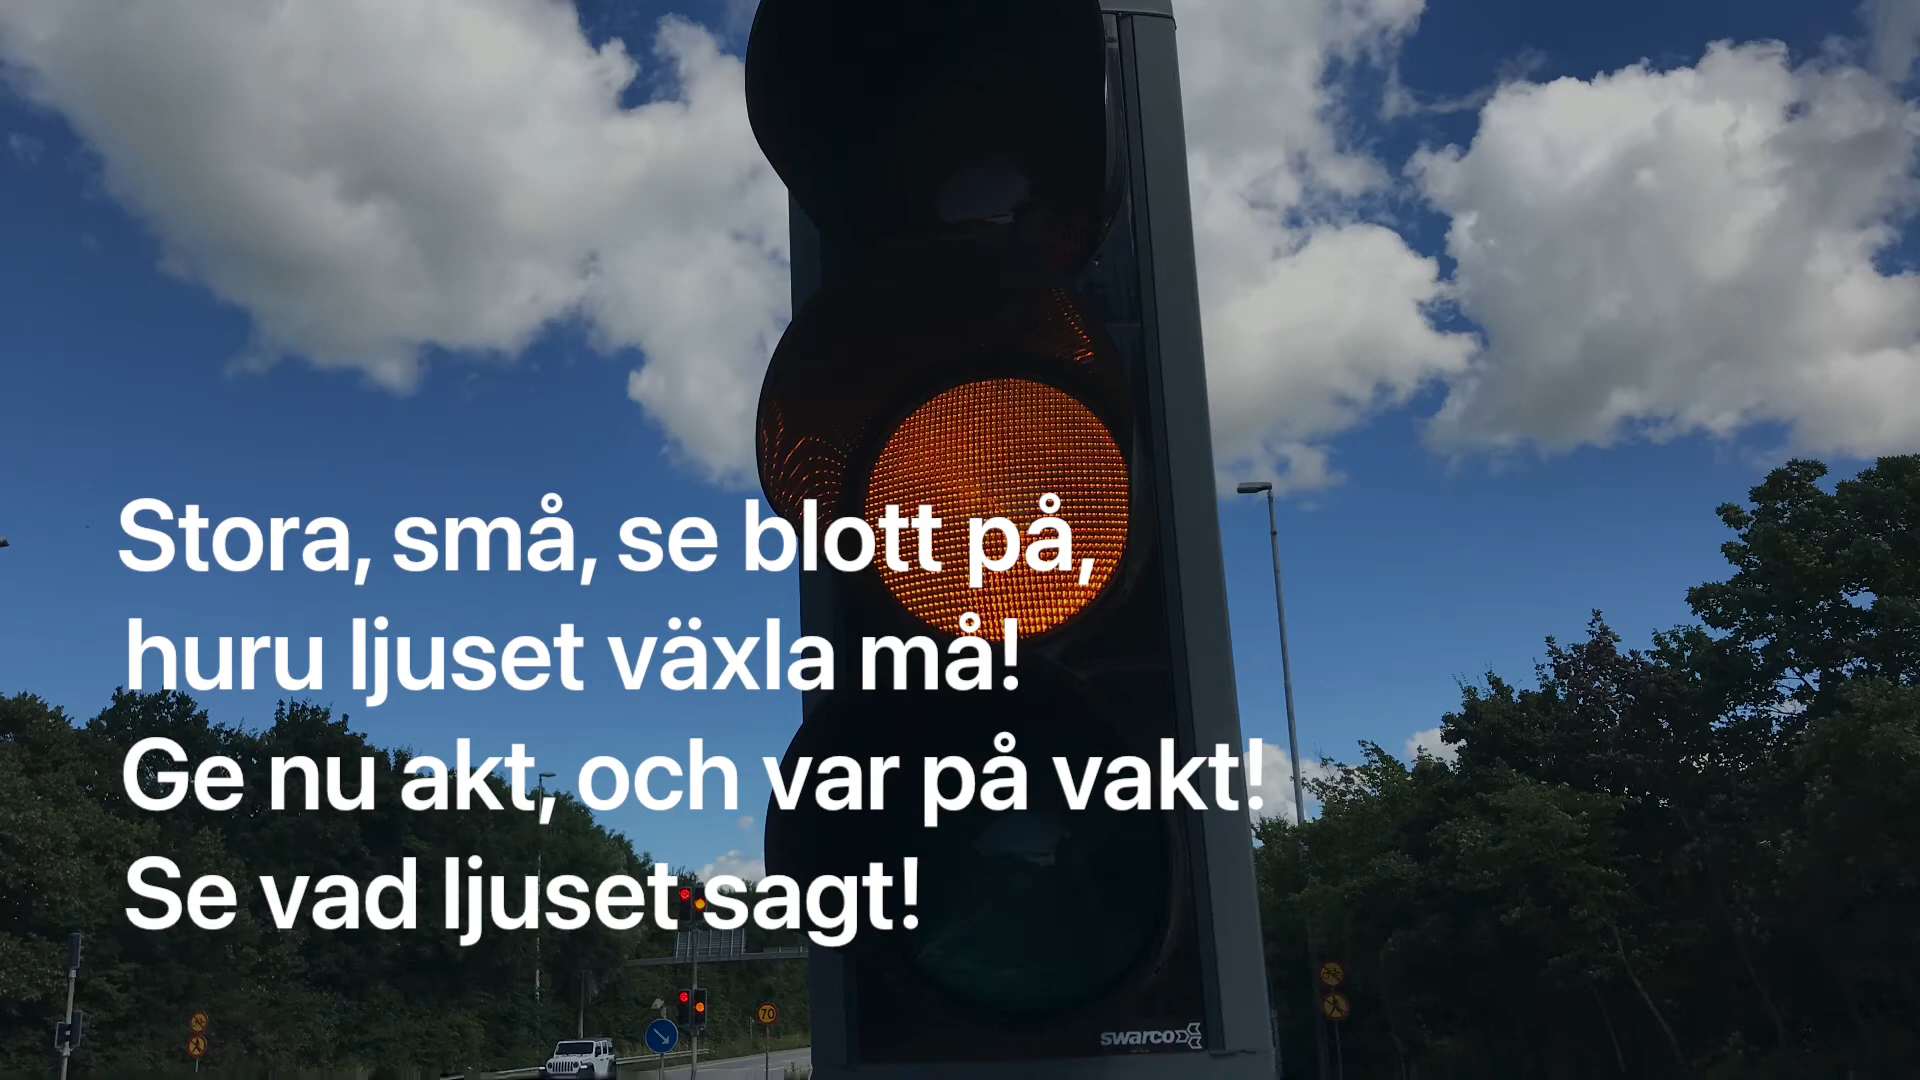 Stora, små, se blott på,
huru ljuset växla må!
Ge nu akt, och var på vakt!
Se vad ljuset sagt!
70
swarco